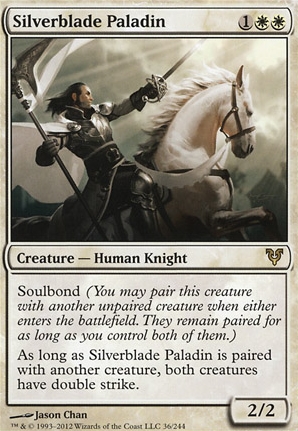 Silverblade Paladin 1
Creature — Human Knight
Soulbond (You may pair this creature
with another unpaired creature when either
enters the battlefield. They remain paired for
as long as you control both of them.)
As long as Silverblade Paladin is paired
with another creature, both creatures
have double strike.
2/2
Jason Chan
™ & © 1993–2012 Wizards of the Coast LLC 36/244